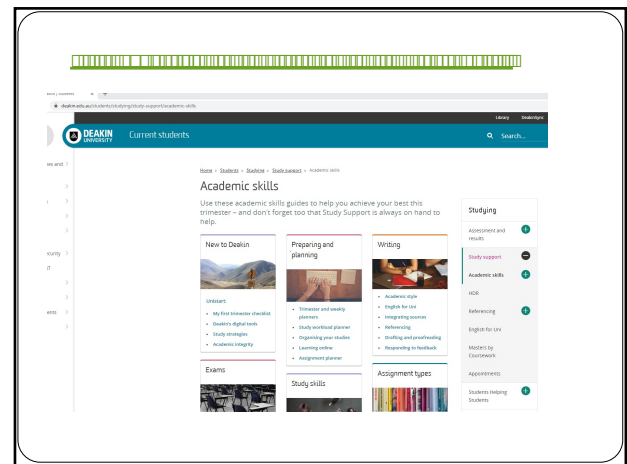 deakin.edu.au/students/studying/study-support/academic-skills
Library DeakinSync
DEAKIN
UNIVERSITY
Current students
Search...
Home Students Studying Study support Academic skills
Academic skills
Use these academic skills guides to help you achieve your best this
trimester – and don't forget too that Study Support is always on hand to
help.
New to Deakin
Unistart:
My first trimester checklist
Deakin's digital tools
Study strategies
Academic integrity
Exams
Preparing and
planning
Trimester and weekly
planners
Study workload planner
Organising your studies
Learning online
Assignment planner
Study skills
Writing
Academic style
English for Uni
Integrating sources
Referencing
Drafting and proofreading
Responding to feedback
Assignment types
Studying
Assessment and
results
Study support
Academic skills
HDR
Referencing
English for Uni
Masters by
Coursework
Appointments
Students Helping
Students